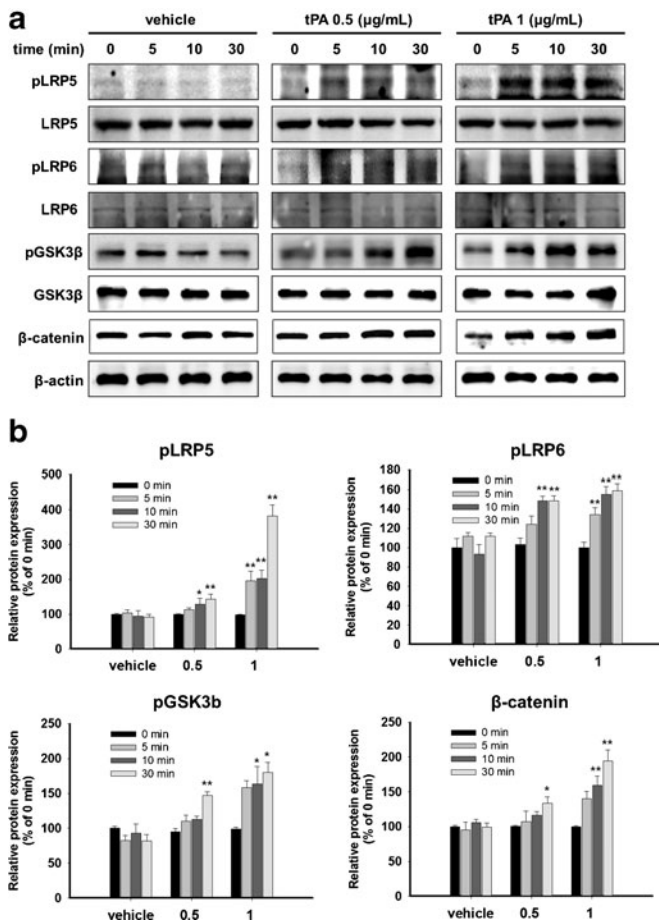 a
vehicle tPA 0.5 (μg/mL) tPA 1 (μg/mL)
time (min) 0 5 10 30 0 5 10 30 0 5 10 30
pLRP5
LRP5
pLRP6
LRP6
pGSK3β
GSK3β
β-catenin
β-actin
b
pLRP5
Relative protein expression
(% of 0 min)
500
400
300
200
100
0
0 min
5 min
10 min
30 min
* ** ** ** **
vehicle 0.5 1
pLRP6
Relative protein expression
(% of 0 min)
180
160
140
120
100
80
60
40
20
0
0 min
5 min
10 min
30 min
** ** ** ** **
vehicle 0.5 1
pGSK3b
Relative protein expression
(% of 0 min)
250
200
150
100
50
0
0 min
5 min
10 min
30 min
** * *
vehicle 0.5 1
β-catenin
Relative protein expression
(% of 0 min)
250
200
150
100
50
0
0 min
5 min
10 min
30 min
* ** **
vehicle 0.5 1